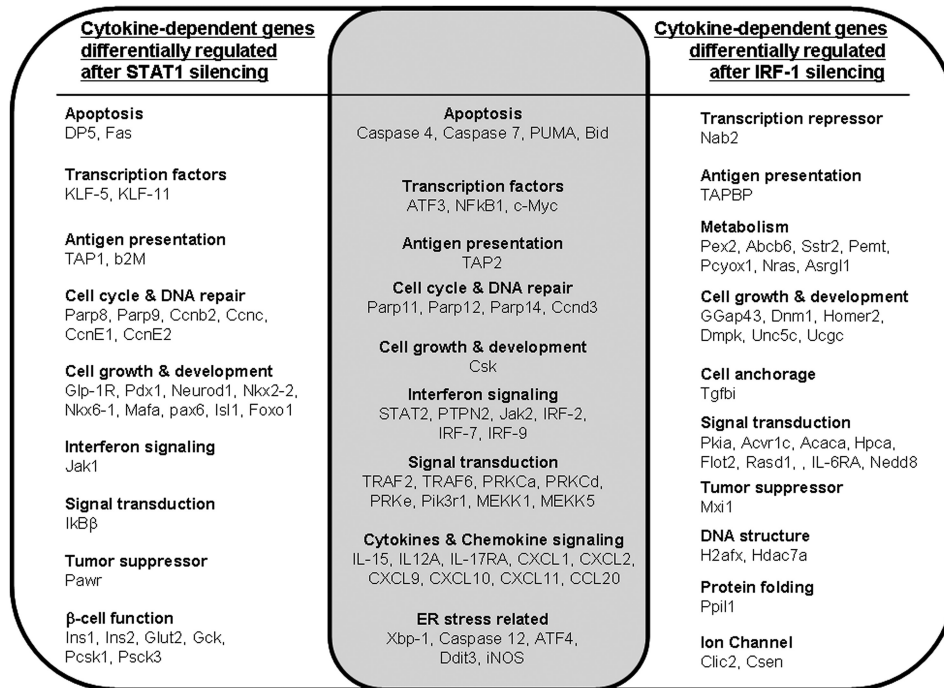 Cytokine-dependent genes
differentially regulated
after STAT1 silencing
Apoptosis
DP5, Fas
Transcription factors
KLF-5, KLF-11
Antigen presentation
TAP1, b2M
Cell cycle & DNA repair
Parp8, Parp9, Ccnb2, Ccnc,
CcnE1, CcnE2
Cell growth & development
Glp-1R, Pdx1, Neurod1, Nkx2-2,
Nkx6-1, Mafa, pax6, Isl1, Foxo1
Interferon signaling
Jak1
Signal transduction
IkBβ
Tumor suppressor
Pawr
β-cell function
Ins1, Ins2, Glut2, Gck,
Pcsk1, Psck3
Apoptosis
Caspase 4, Caspase 7, PUMA, Bid
Transcription factors
ATF3, NFkB1, c-Myc
Antigen presentation
TAP2
Cell cycle & DNA repair
Parp11, Parp12, Parp14, Ccnd3
Cell growth & development
Csk
Interferon signaling
STAT2, PTPN2, Jak2, IRF-2,
IRF-7, IRF-9
Signal transduction
TRAF2, TRAF6, PRKCa, PRKCd,
PRKe, Pik3r1, MEKK1, MEKK5
Cytokines & Chemokine signaling
IL-15, IL12A, IL-17RA, CXCL1, CXCL2,
CXCL9, CXCL10, CXCL11, CCL20
ER stress related
Xbp-1, Caspase 12, ATF4,
Ddit3, iNOS
Cytokine-dependent genes
differentially regulated
after IRF-1 silencing
Transcription repressor
Nab2
Antigen presentation
TAPBP
Metabolism
Pex2, Abcb6, Sstr2, Pemt,
Pcyox1, Nras, Asrgl1
Cell growth & development
GGap43, Dnm1, Homer2,
Dmpk, Unc5c, Ucgc
Cell anchorage
Tgfbi
Signal transduction
Pkia, Acvr1c, Acaca, Hpca,
Flot2, Rasd1, , IL-6RA, Nedd8
Tumor suppressor
Mxi1
DNA structure
H2afx, Hdac7a
Protein folding
Ppil1
Ion Channel
Clic2, Csen